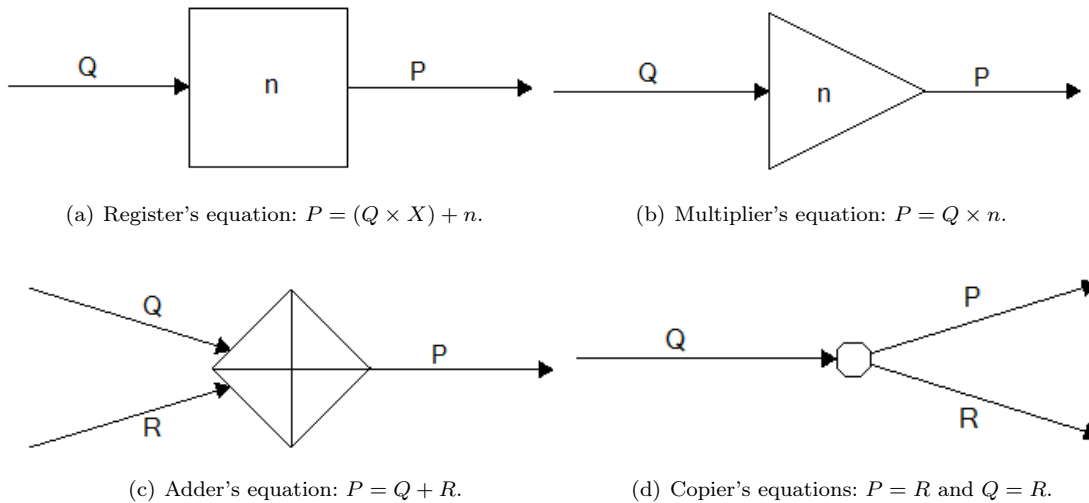 Q
n
P
Q
n
P
(a) Register's equation: P = (Q × X) + n.
(b) Multiplier's equation: P = Q × n.
Q
R
P
Q
P
R
(c) Adder's equation: P = Q + R.
(d) Copier's equations: P = R and Q = R.